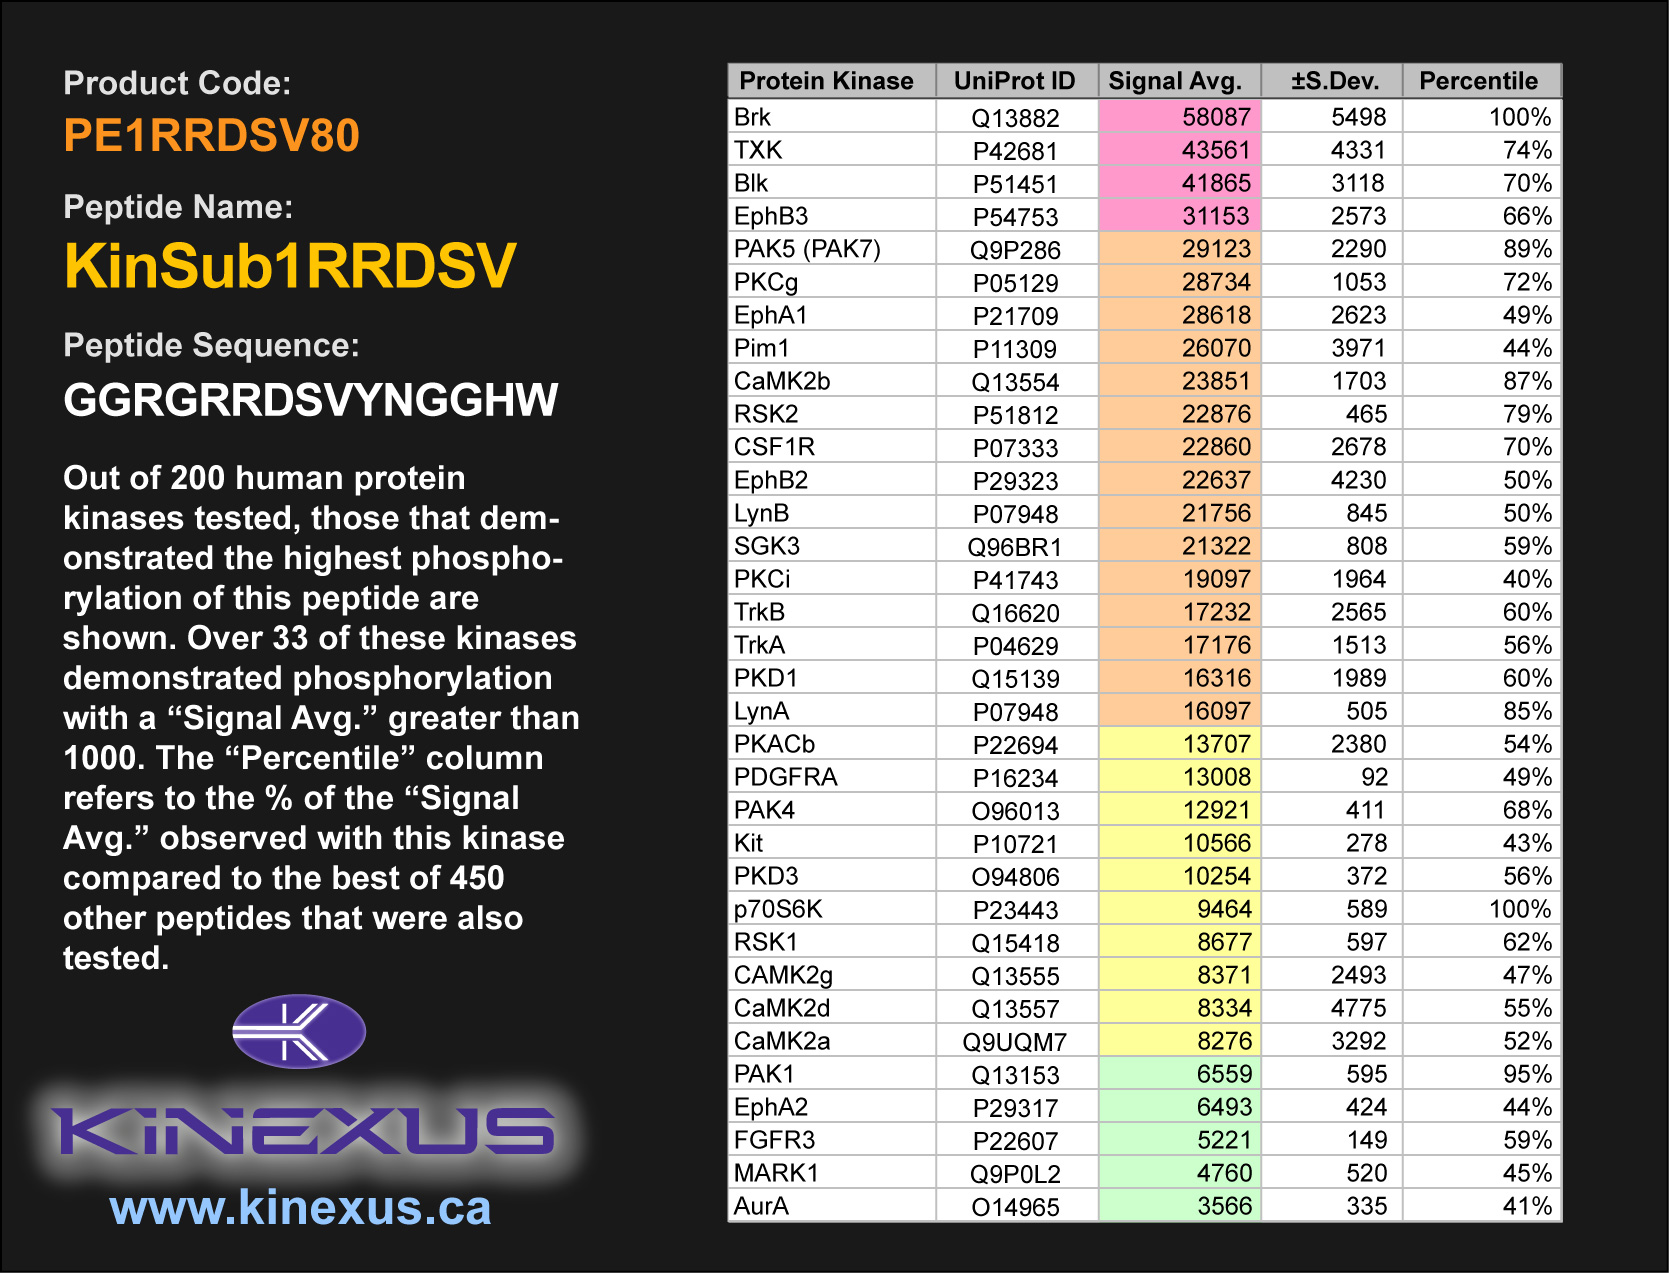 Product Code:
PE1RRDSV80
Peptide Name:
KinSub1RRDSV
Peptide Sequence:
GGRGRRDSVYNGGHW
Out of 200 human protein
kinases tested, those that dem-
onstrated the highest phospho-
rylation of this peptide are
shown. Over 33 of these kinases
demonstrated phosphorylation
with a “Signal Avg.” greater than
1000. The “Percentile” column
refers to the % of the “Signal
Avg.” observed with this kinase
compared to the best of 450
other peptides that were also
tested.
KINEXUS
www.kinexus.ca
Protein Kinase UniProt ID Signal Avg. ±S.Dev. Percentile
Brk Q13882 58087 5498 100%
TXK P42681 43561 4331 74%
Blk P51451 41865 3118 70%
EphB3 P54753 31153 2573 66%
PAK5 (PAK7) Q9P286 29123 2290 89%
PKCg P05129 28734 1053 72%
EphA1 P21709 28618 2623 49%
Pim1 P11309 26070 3971 44%
CaMK2b Q13554 23851 1703 87%
RSK2 P51812 22876 465 79%
CSF1R P07333 22860 2678 70%
EphB2 P29323 22637 4230 50%
LynB P07948 21756 845 50%
SGK3 Q96BR1 21322 808 59%
PKCi P41743 19097 1964 40%
TrkB Q16620 17232 2565 60%
TrkA P04629 17176 1513 56%
PKD1 Q15139 16316 1989 60%
LynA P07948 16097 505 85%
PKACb P22694 13707 2380 54%
PDGFRA P16234 13008 92 49%
PAK4 O96013 12921 411 68%
Kit P10721 10566 278 43%
PKD3 O94806 10254 372 56%
p70S6K P23443 9464 589 100%
RSK1 Q15418 8677 597 62%
CAMK2g Q13555 8371 2493 47%
CaMK2d Q13557 8334 4775 55%
CaMK2a Q9UQM7 8276 3292 52%
PAK1 Q13153 6559 595 95%
EphA2 P29317 6493 424 44%
FGFR3 P22607 5221 149 59%
MARK1 Q9P0L2 4760 520 45%
AurA O14965 3566 335 41%